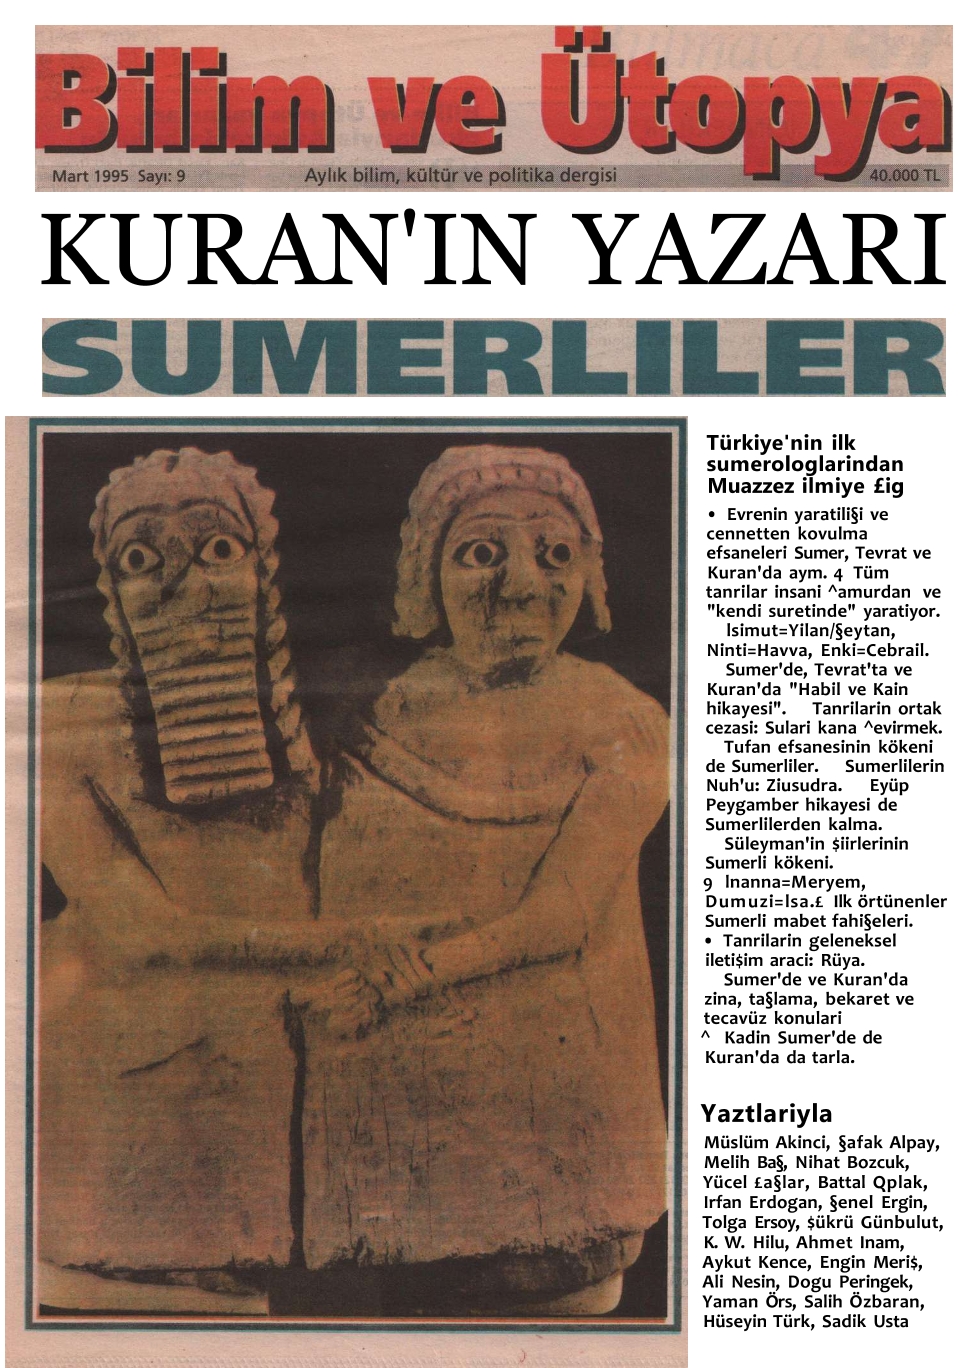 Bilim ve Ütopya
Mart 1995 Sayı: 9 Aylık bilim, kültür ve politika dergisi 40.000 TL
KURAN'IN YAZARI
SUMERLILER
Türkiye'nin ilk
sumerologlarindan
Muazzez ilmiye £ig
• Evrenin yaratili§i ve
cennetten kovulma
efsaneleri Sumer, Tevrat ve
Kuran'da aym. 4 Tüm
tanrilar insani ^amurdan ve
"kendi suretinde" yaratiyor.
lsimut=Yilan/§eytan,
Ninti=Havva, Enki=Cebrail.
Sumer'de, Tevrat'ta ve
Kuran'da "Habil ve Kain
hikayesi". Tanrilarin ortak
cezasi: Sulari kana ^evirmek.
Tufan efsanesinin kökeni
de Sumerliler. Sumerlilerin
Nuh'u: Ziusudra. Eyüp
Peygamber hikayesi de
Sumerlilerden kalma.
Süleyman'in $iirlerinin
Sumerli kökeni.
9 lnanna=Meryem,
Dumuzi=lsa.£ Ilk örtünenler
Sumerli mabet fahi§eleri.
• Tanrilarin geleneksel
ileti$im araci: Rüya.
Sumer'de ve Kuran'da
zina, ta§lama, bekaret ve
tecavüz konulari
^ Kadin Sumer'de de
Kuran'da da tarla.
Yaztlariyla
Müslüm Akinci, §afak Alpay,
Melih Ba§, Nihat Bozcuk,
Yücel £a§lar, Battal Qplak,
Irfan Erdogan, §enel Ergin,
Tolga Ersoy, $ükrü Günbulut,
K. W. Hilu, Ahmet Inam,
Aykut Kence, Engin Meri$,
Ali Nesin, Dogu Peringek,
Yaman Örs, Salih Özbaran,
Hüseyin Türk, Sadik Usta